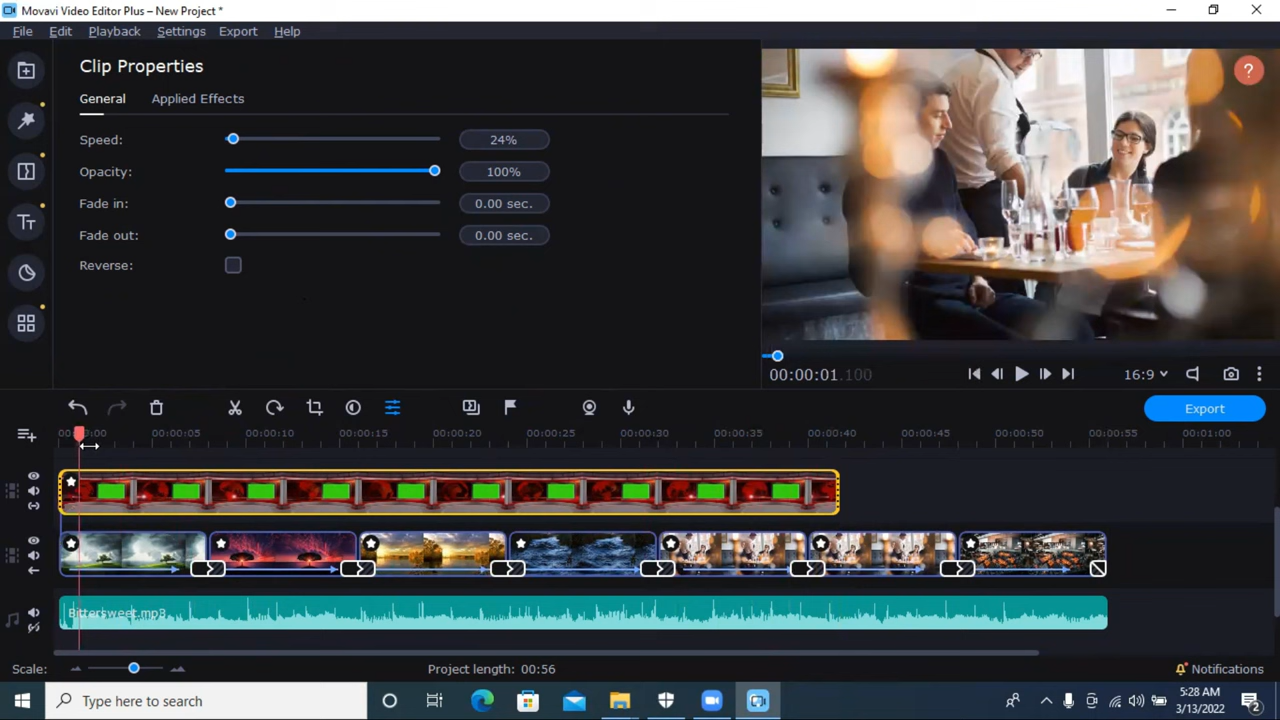 Movavi Video Editor Plus – New Project *
File Edit Playback Settings Export Help
Clip Properties
General Applied Effects
Speed: 24%
Opacity: 100%
Fade in: 0.00 sec.
Fade out: 0.00 sec.
Reverse:
?
00:00:01.100
16:9
Export
00:00:05 00:00:10 00:00:15 00:00:20 00:00:25 00:00:30 00:00:35 00:00:40 00:00:45 00:00:50 00:00:55 00:01:00
Bittersweet.mp3
Scale: Project length: 00:56 Notifications
Type here to search
5:28 AM
3/13/2022
2